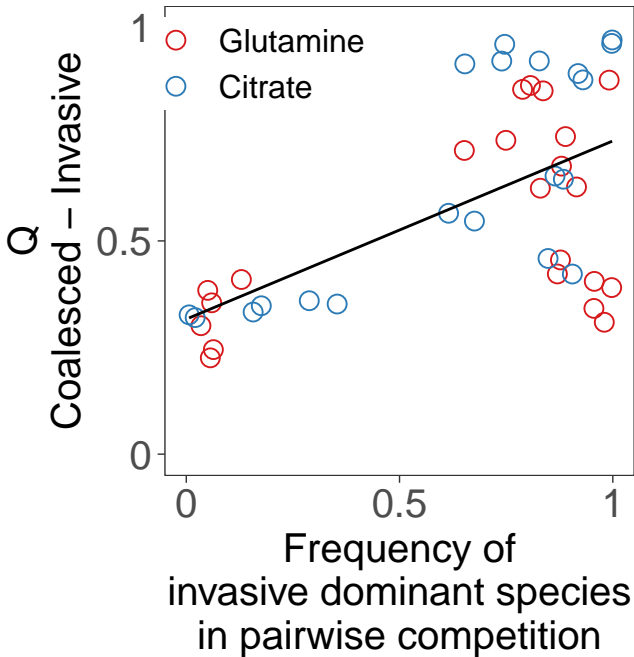 Q
Coalesced – Invasive
1
0.5
0
Glutamine
Citrate
0
0.5
1
Frequency of
invasive dominant species
in pairwise competition